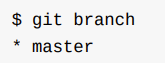 $ git branch
* master